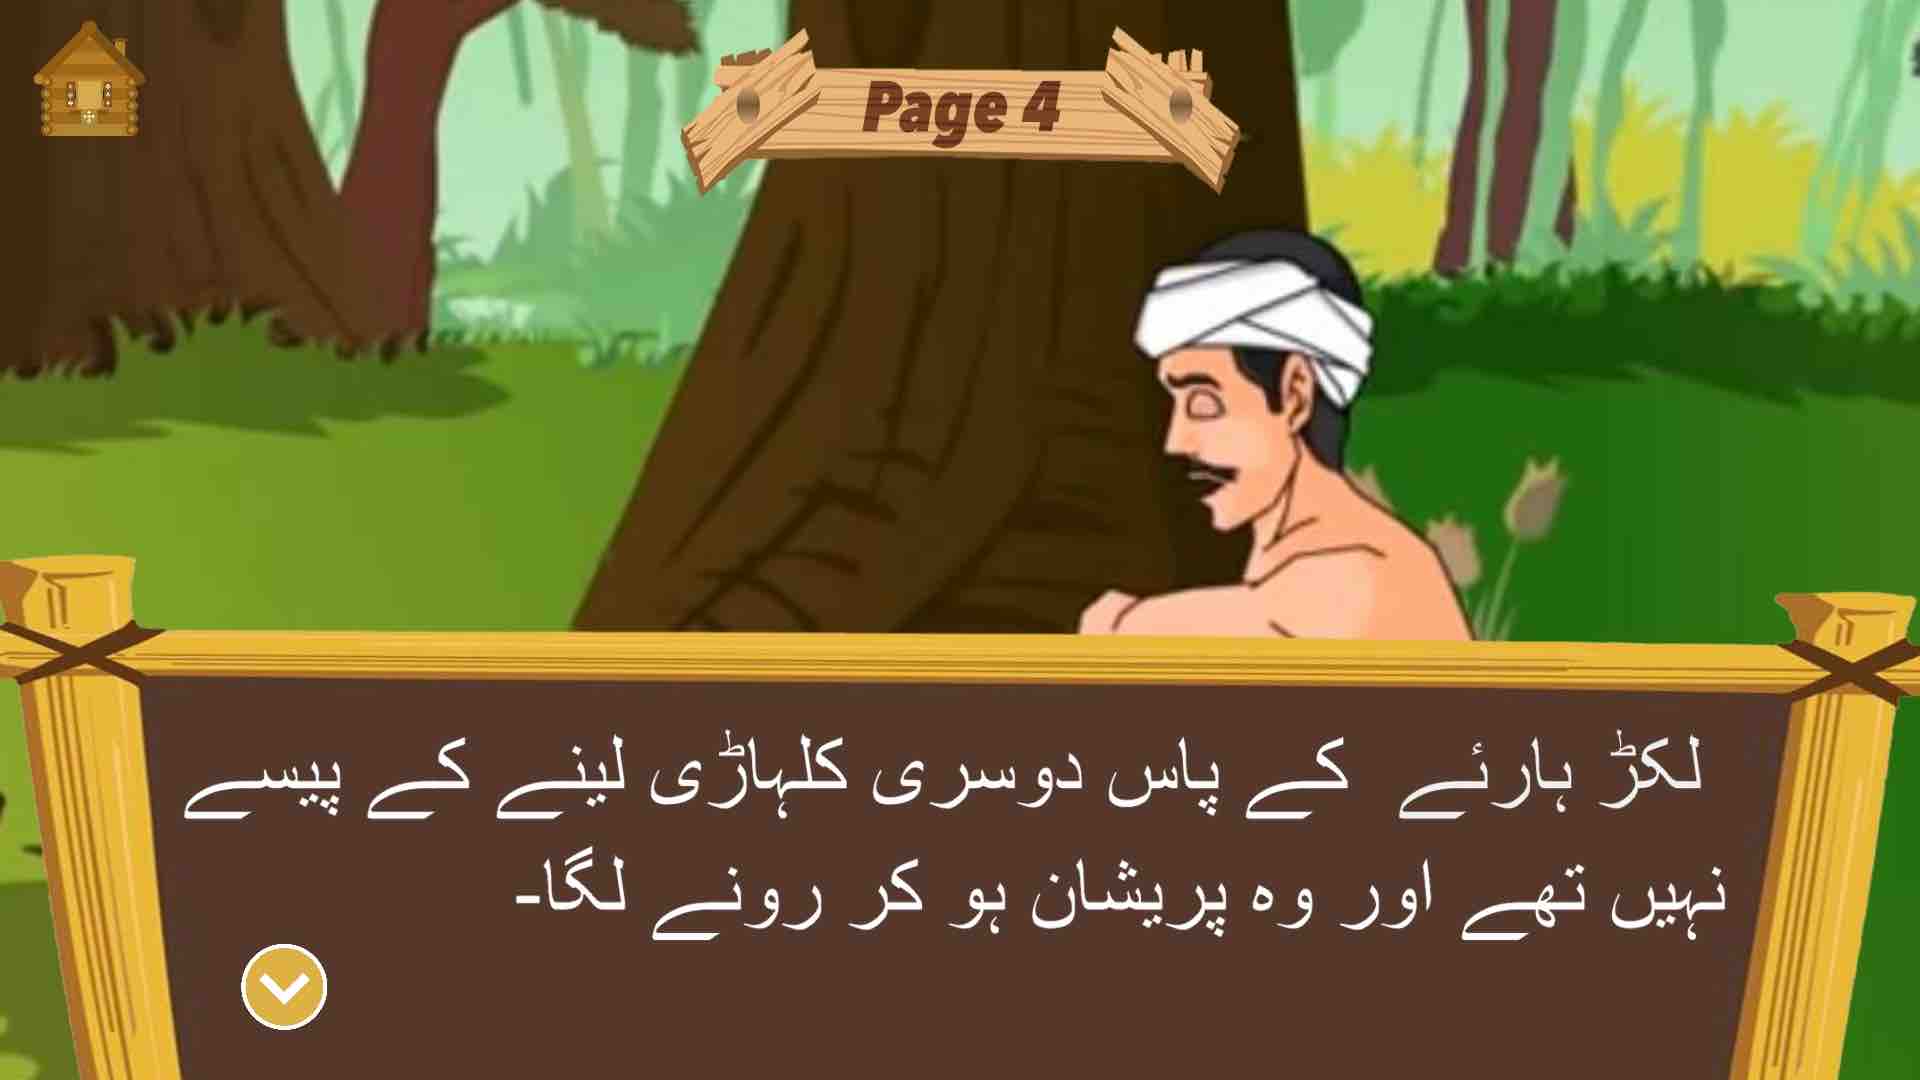 Page 4
لکڑ ہارئے کے پاس دوسری کلہاڑی لینے کے پیسے
نہیں تھے اور وہ پریشان ہو کر رونے لگا-